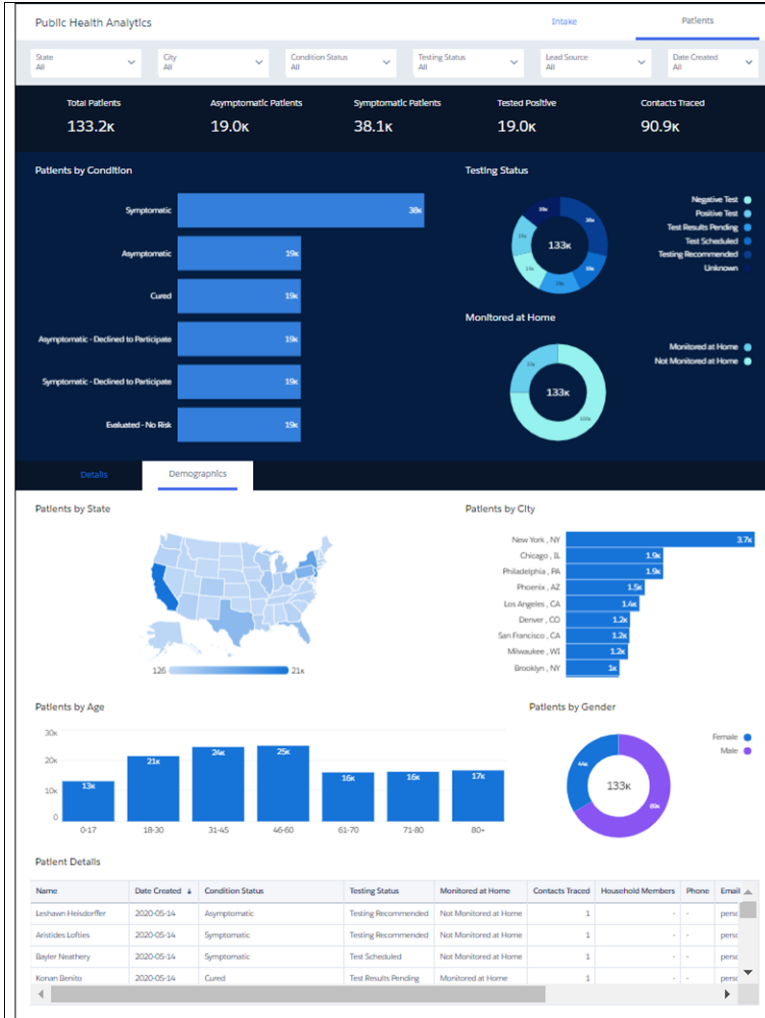 Public Health Analytics
Intake
Patients
State
All
City
All
Condition Status
All
Testing Status
All
Lead Source
All
Date Created
All
Total Patients
133.2K
Asymptomatic Patients
19.0K
Symptomatic Patients
38.1K
Tested Positive
19.0K
Contacts Traced
90.9K
Patients by Condition
Symptomatic
38K
Asymptomatic
19K
Cured
19K
Asymptomatic - Declined to Participate
19K
Symptomatic - Declined to Participate
19K
Evaluated - No Risk
19K
Testing Status
133K
Negative Test
Positive Test
Test Results Pending
Test Scheduled
Testing Recommended
Unknown
Monitored at Home
133K
Monitored at Home
Not Monitored at Home
Details
Demographics
Patients by State
126
21K
Patients by City
New York , NY 3.7K
Chicago , IL 1.9K
Philadelphia , PA 1.9K
Phoenix , AZ 1.5K
Los Angeles , CA 1.4K
Denver , CO 1.2K
San Francisco , CA 1.2K
Milwaukee , WI 1.2K
Brooklyn , NY 1K
Patients by Age
30K
20K
10K
0
13K 21K 24K 25K 16K 16K 17K
0-17 18-30 31-45 46-60 61-70 71-80 80+
Patients by Gender
44K
133K
89K
Female
Male
Patient Details
Name Date Created Condition Status Testing Status Monitored at Home Contacts Traced Household Members Phone Email
Leshawn Heisdorffer 2020-05-14 Asymptomatic Testing Recommended Not Monitored at Home 1 - - perso
Aristides Lofties 2020-05-14 Symptomatic Testing Recommended Not Monitored at Home 1 - - perso
Bayler Neathery 2020-05-14 Symptomatic Test Scheduled Not Monitored at Home 1 - - perso
Konan Benito 2020-05-14 Cured Test Results Pending Monitored at Home 1 - - perso